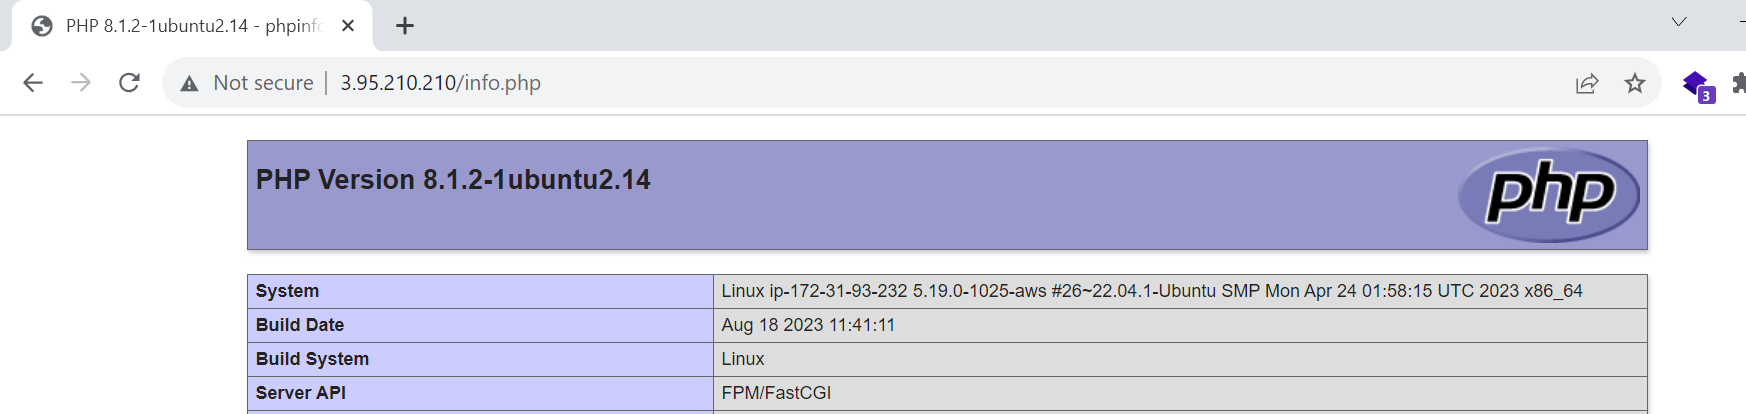 PHP 8.1.2-1ubuntu2.14 - phpinfo
Not secure | 3.95.210.210/info.php
3
PHP Version 8.1.2-1ubuntu2.14
php
System Linux ip-172-31-93-232 5.19.0-1025-aws #26~22.04.1-Ubuntu SMP Mon Apr 24 01:58:15 UTC 2023 x86_64
Build Date Aug 18 2023 11:41:11
Build System Linux
Server API FPM/FastCGI